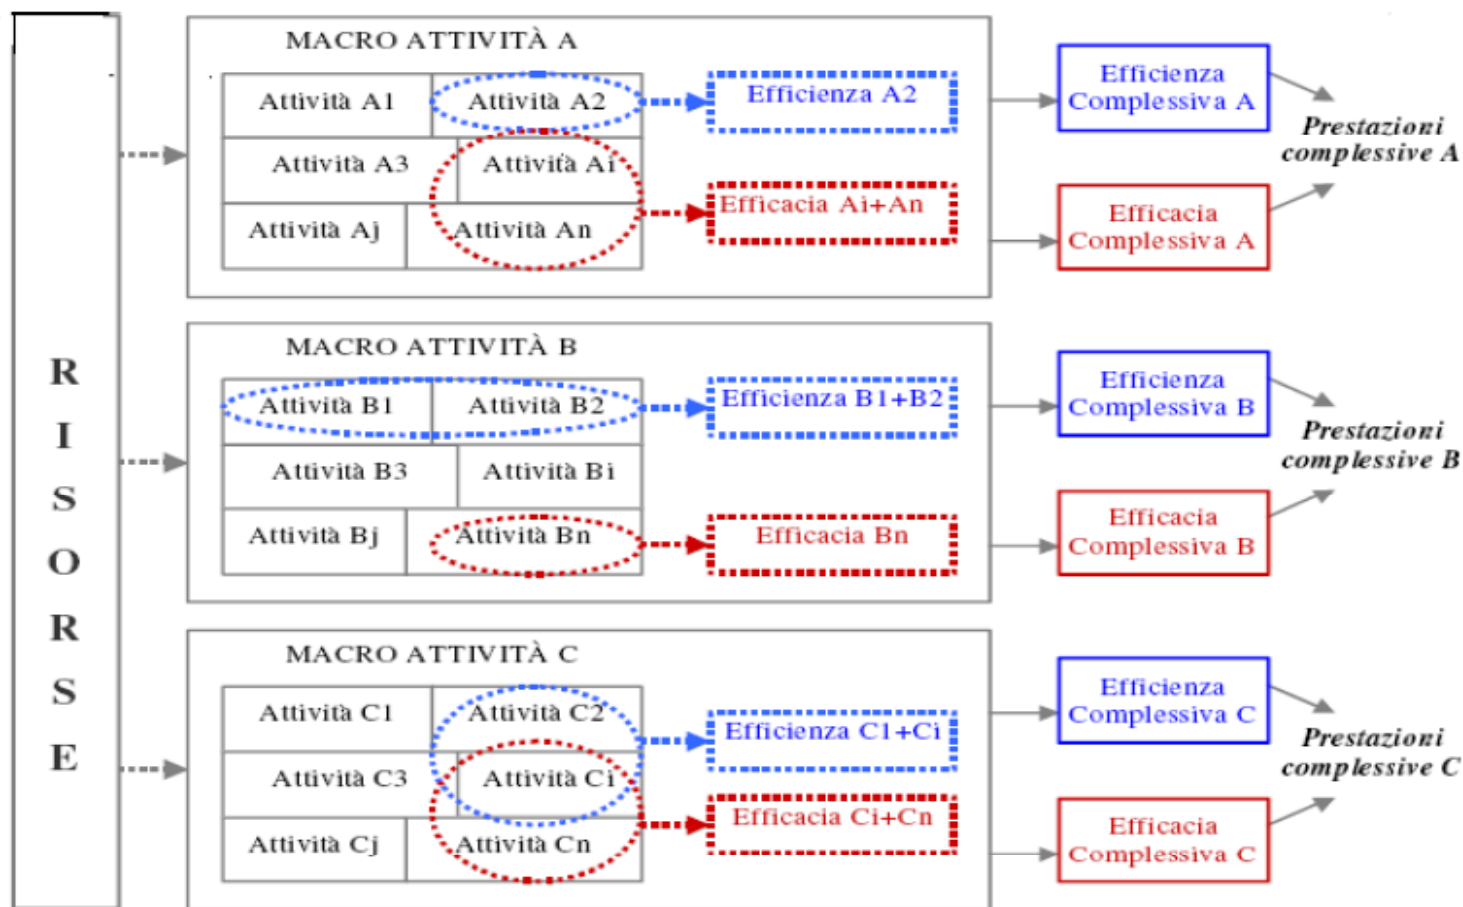 R
I
S
O
R
S
E
MACRO ATTIVITÀ A
Attività A1
Attività A2
Attività A3
Attività Ai
Attività Aj
Attività An
Efficienza A2
Efficacia Ai+An
Efficienza
Complessiva A
Efficacia
Complessiva A
Prestazioni
complessive A
MACRO ATTIVITÀ B
Attività B1
Attività B2
Attività B3
Attività Bi
Attività Bj
Attività Bn
Efficienza B1+B2
Efficacia Bn
Efficienza
Complessiva B
Efficacia
Complessiva B
Prestazioni
complessive B
MACRO ATTIVITÀ C
Attività C1
Attività C2
Attività C3
Attività Ci
Attività Cj
Attività Cn
Efficienza C1+Ci
Efficacia Ci+Cn
Efficienza
Complessiva C
Efficacia
Complessiva C
Prestazioni
complessive C